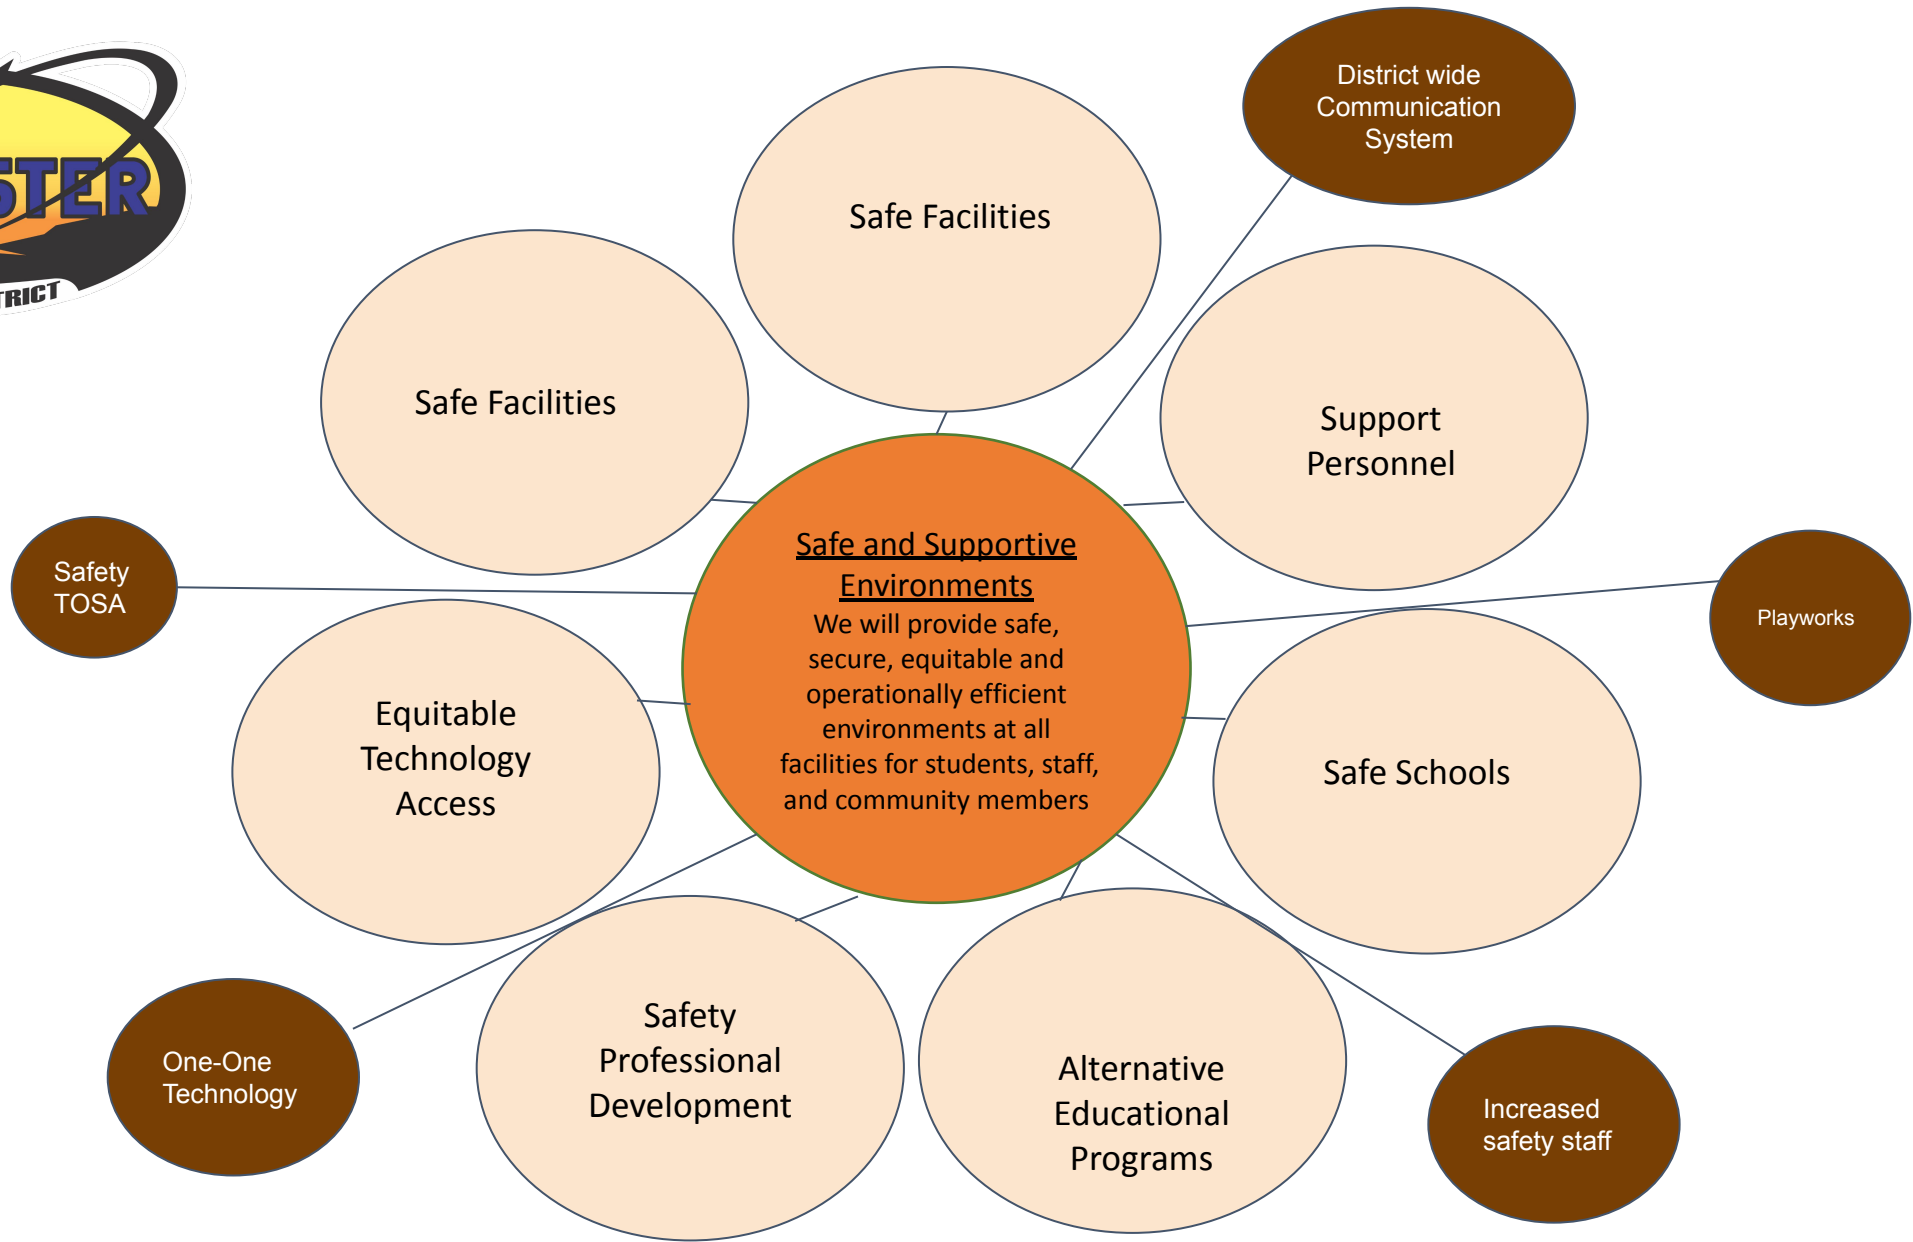 District wide
Communication
System
Safe Facilities
Safe Facilities
Support
Personnel
Safe and Supportive
Environments
We will provide safe,
secure, equitable and
operationally efficient
environments at all
facilities for students, staff,
and community members
Safety
TOSA
Playworks
Equitable
Technology
Access
Safe Schools
Safety
Professional
Development
Alternative
Educational
Programs
One-One
Technology
Increased
safety staff